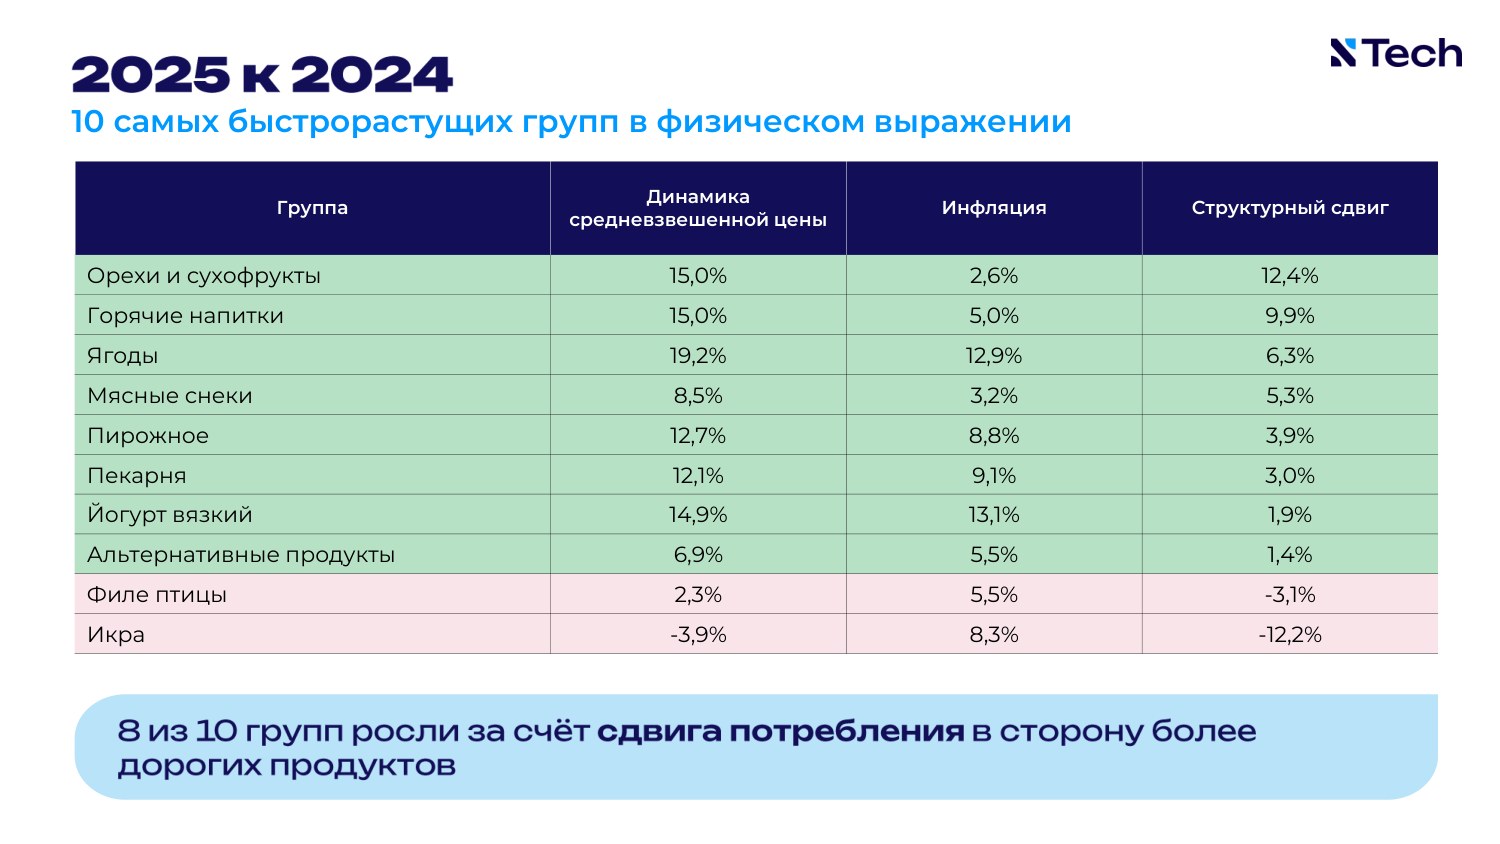 2025 к 2024
Tech
10 самых быстрорастущих групп в физическом выражении
Группа
Динамика
средневзвешенной цены
Инфляция
Структурный сдвиг
Орехи и сухофрукты 15,0% 2,6% 12,4%
Горячие напитки 15,0% 5,0% 9,9%
Ягоды 19,2% 12,9% 6,3%
Мясные снеки 8,5% 3,2% 5,3%
Пирожное 12,7% 8,8% 3,9%
Пекарня 12,1% 9,1% 3,0%
Йогурт вязкий 14,9% 13,1% 1,9%
Альтернативные продукты 6,9% 5,5% 1,4%
Филе птицы 2,3% 5,5% -3,1%
Икра -3,9% 8,3% -12,2%
8 из 10 групп росли за счёт сдвига потребления в сторону более
дорогих продуктов